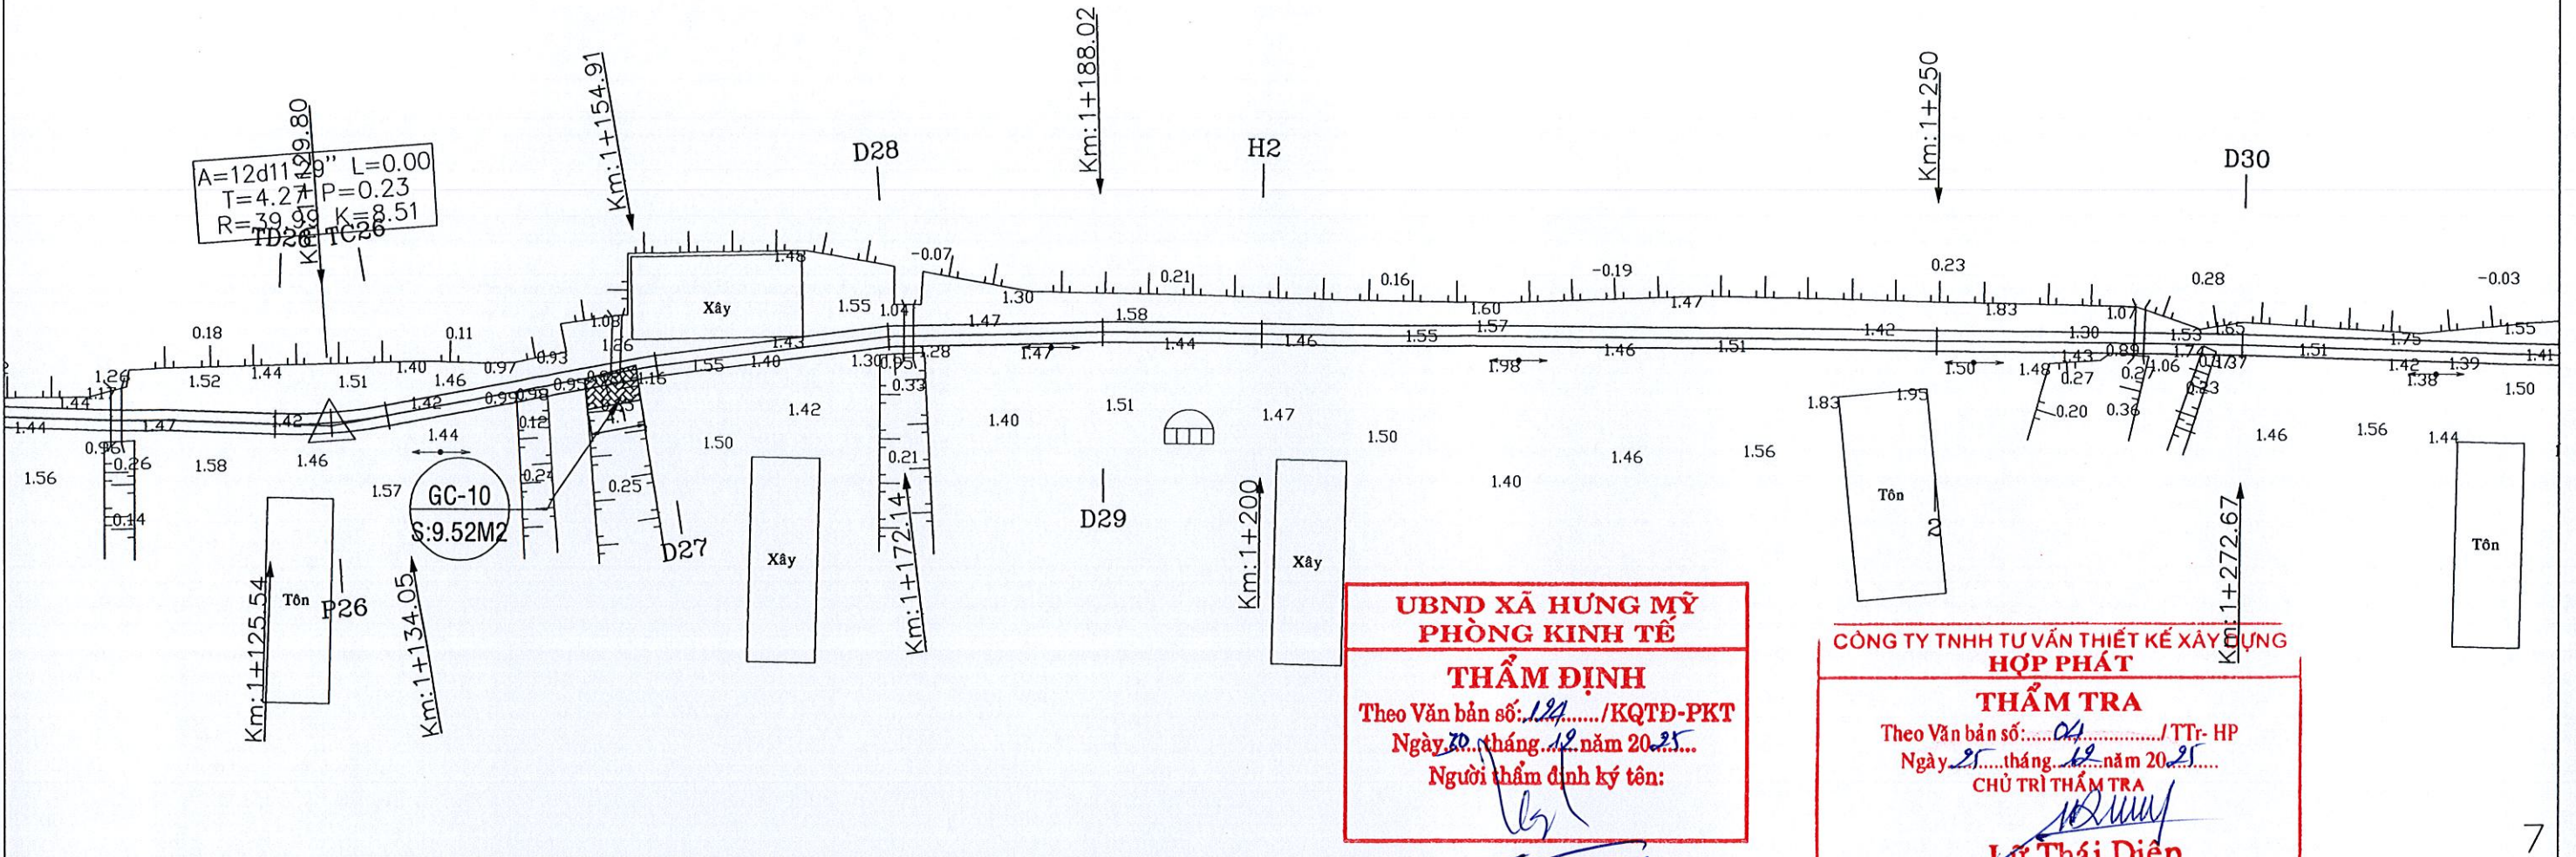 Km:1+188.02
Km:1+154.91
Km:1+250
Km:1+129.80
A=12d11'29" L=0.00
T=4.27 P=0.23
R=39.99 K=8.51
TD26 TC26
D28
H2
D30
-0.07
0.21
0.16
-0.19
0.23
0.28
-0.03
1.48
Xây
1.55
1.04
1.30
1.47
1.58
1.60
1.57
1.47
1.42
1.83
1.30
1.07
1.53
1.65
1.75
1.55
0.18
0.11
1.08
1.26
1.43
1.52
1.44
1.51
1.40
1.46
0.97
0.93
1.16
1.55
1.40
1.30
0.95
1.28
1.47
1.44
1.46
1.55
1.98
1.46
1.51
1.50
1.48
1.43
0.89
1.06
1.37
1.51
1.42
1.39
1.38
1.41
1.26
1.17
1.44
1.44
1.47
1.42
1.42
0.99
0.98
0.95
0.33
0.27
0.20
0.27
0.36
0.23
1.50
0.96
-0.26
1.56
1.58
1.46
1.44
1.57
0.12
0.24
0.25
1.50
1.42
0.21
1.40
1.51
1.47
1.50
1.40
1.46
1.56
1.83
1.95
1.46
1.56
1.44
0.14
GC-10
S:9.52M2
D27
D29
Tôn
2
Tôn
Xây
Xây
Tôn
P26
Km:1+125.54
Km:1+134.05
Km:1+172.14
Km:1+200
Km:1+272.67
UBND XÃ HƯNG MỸ
PHÒNG KINH TẾ
THẨM ĐỊNH
Theo Văn bản số: 124 /KQTĐ-PKT
Ngày 30 tháng 12 năm 2025
Người thẩm định ký tên:
CÔNG TY TNHH TƯ VẤN THIẾT KẾ XÂY DỰNG
HỢP PHÁT
THẨM TRA
Theo Văn bản số: 04 / TTr- HP
Ngày 25 tháng 12 năm 2025
CHỦ TRÌ THẨM TRA
Lữ Thái Diện
7